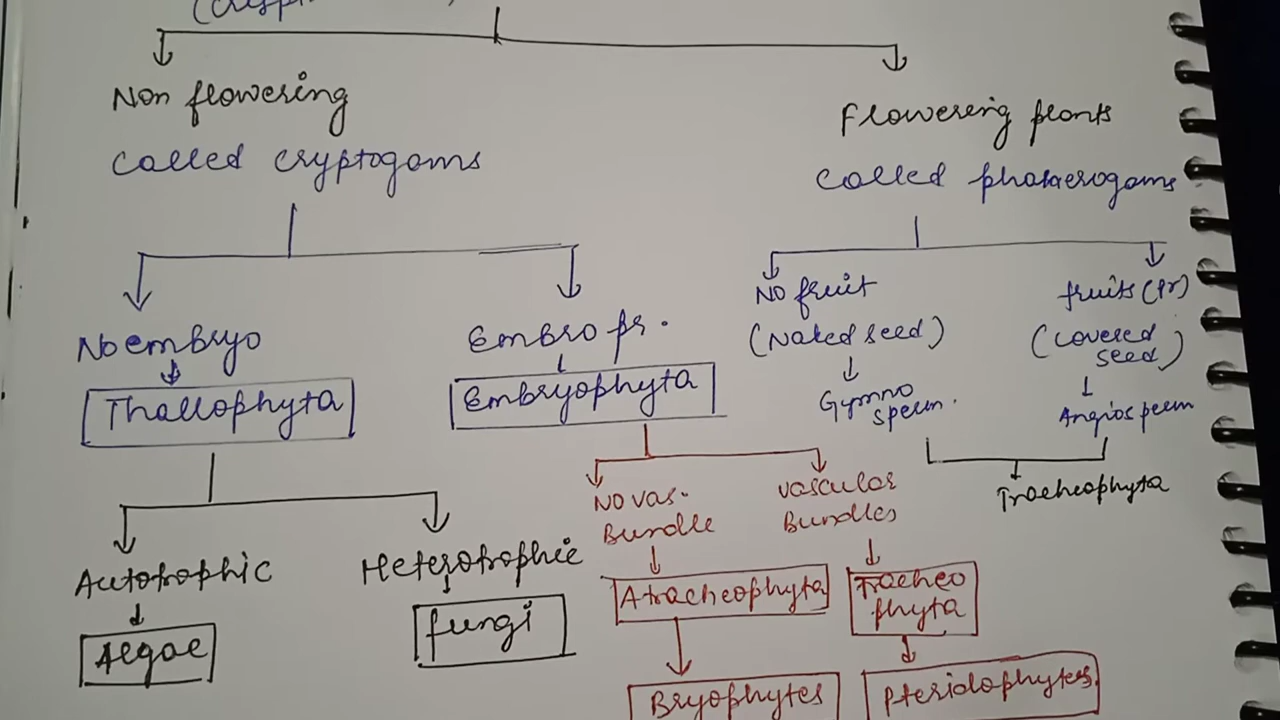 Non flowering
called cryptogams
Flowering plants
called phanerogams
No embryo
Thallophyta
Embro pr.
Embryophyta
No fruit
(Naked seed)
Gymno
sperm.
fruits (Pr)
(covered
seed)
Angiosperm
Tracheophyta
Autotrophic
Algae
Heterotrophic
fungi
No vas.
Bundle
Atracheophyta
Bryophytes
vascular
Bundles
Tracheo
phyta
Pteridophytes.